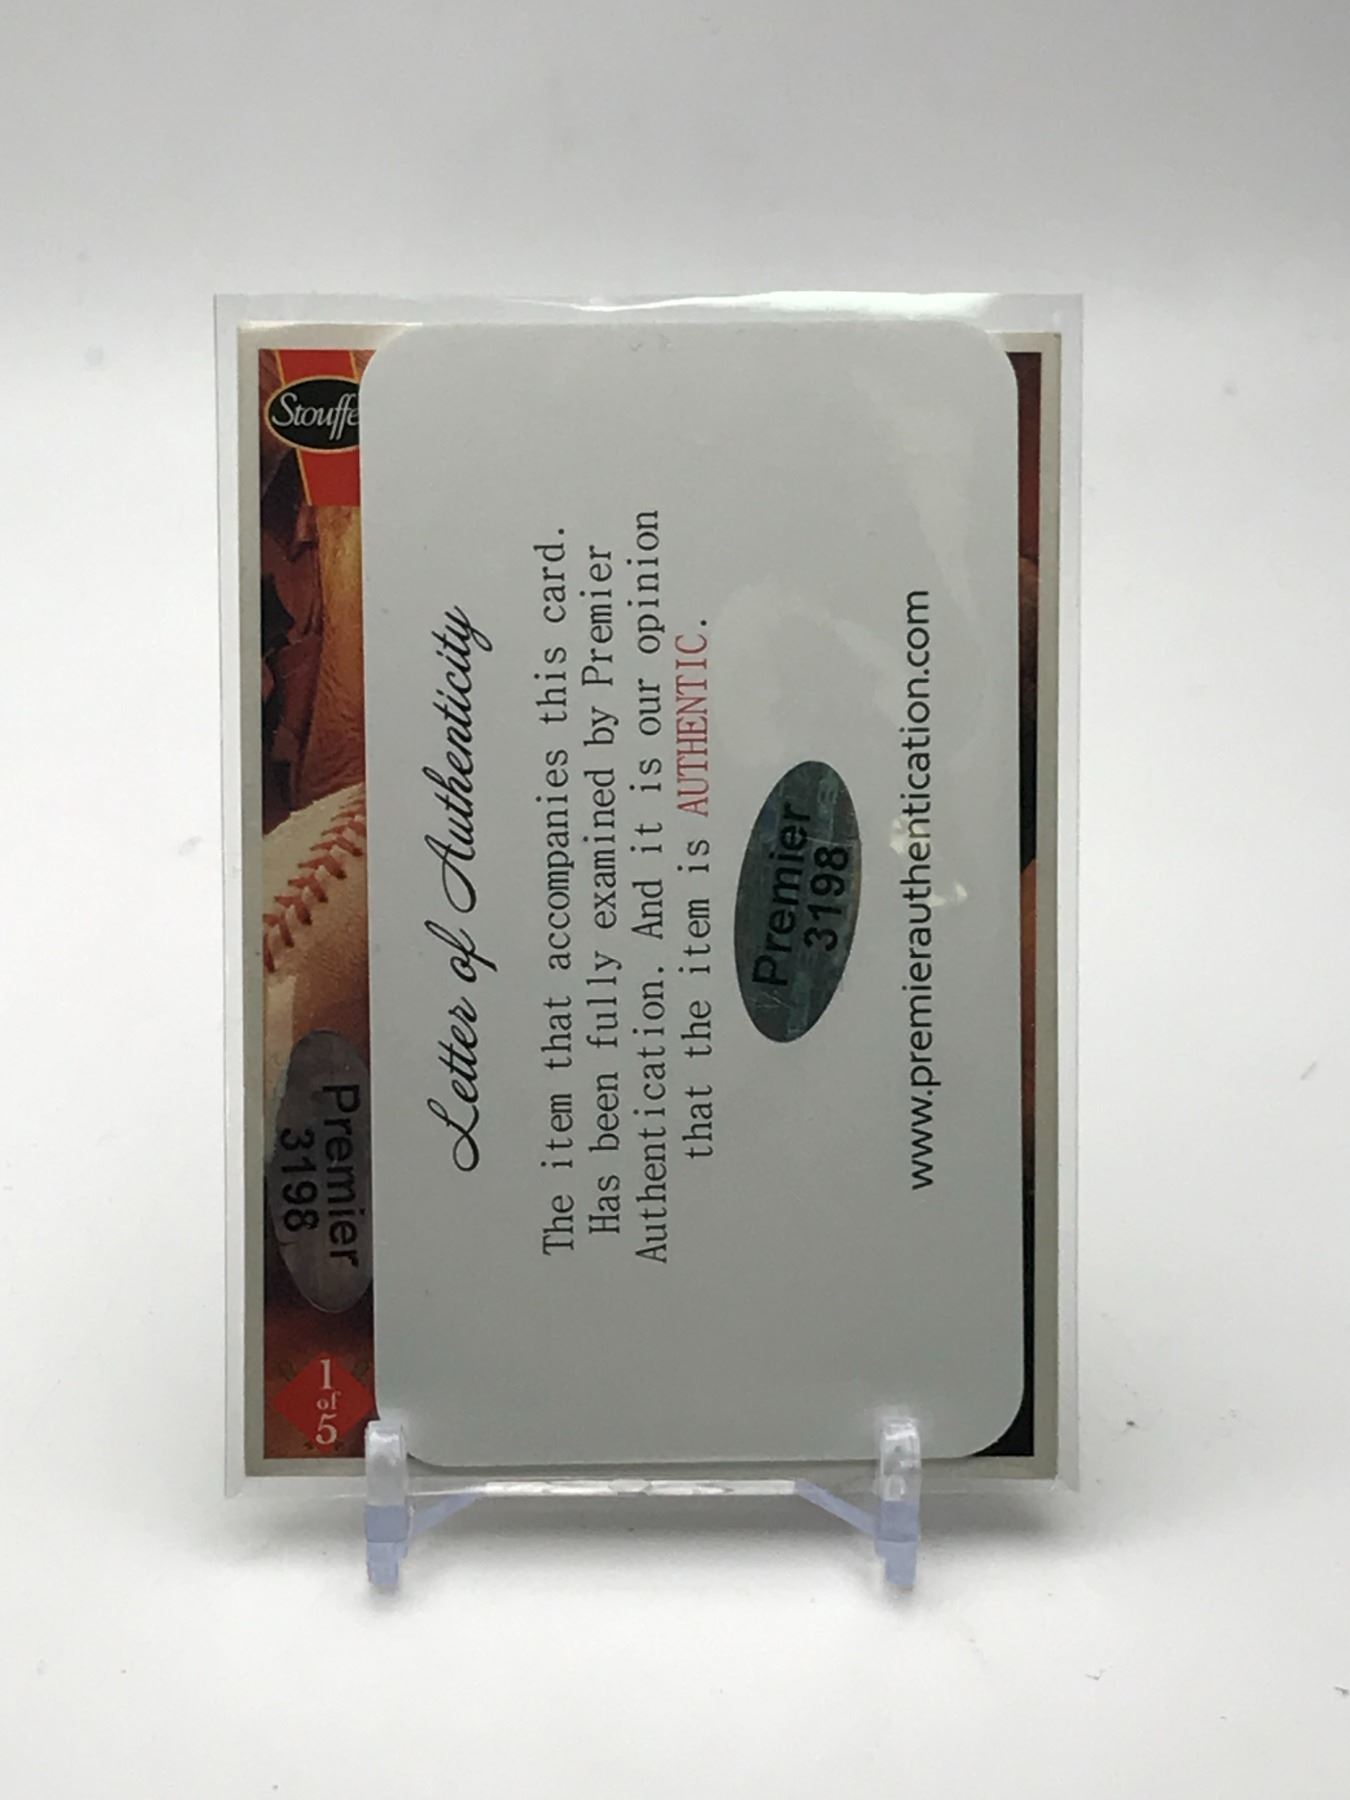 Stouffe
Letter of Authenticity
The item that accompanies this card.
Has been fully examined by Premier
Authentication. And it is our opinion
that the item is AUTHENTIC.
Premier
3198
www.premierauthentication.com
Premier
3198
1
of
5